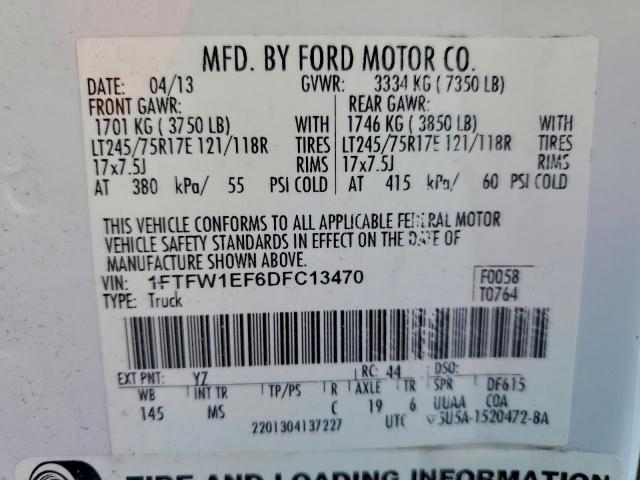 MFD. BY FORD MOTOR CO.
DATE: 04/13 GVWR: 3334 KG ( 7350 LB)
FRONT GAWR: REAR GAWR:
1701 KG ( 3750 LB) WITH 1746 KG ( 3850 LB) WITH
LT245/75R17E 121/118R TIRES LT245/75R17E 121/118R TIRES
17x7.5J RIMS 17x7.5J RIMS
AT 380 kPa/ 55 PSI COLD AT 415 kPa/ 60 PSI COLD
THIS VEHICLE CONFORMS TO ALL APPLICABLE FEDERAL MOTOR
VEHICLE SAFETY STANDARDS IN EFFECT ON THE DATE OF
MANUFACTURE SHOWN ABOVE.
VIN: 1FTFW1EF6DFC13470 F0058
TYPE: Truck T0764
EXT PNT: YZ RC: 44 DSO:
WB INT TR TP/PS R AXLE TR SPR DF615
145 MS C 19 6 UUAA COA
2201304137227 UTC 5U5A-1520472-BA
TIRE AND LOADING INFORMATION